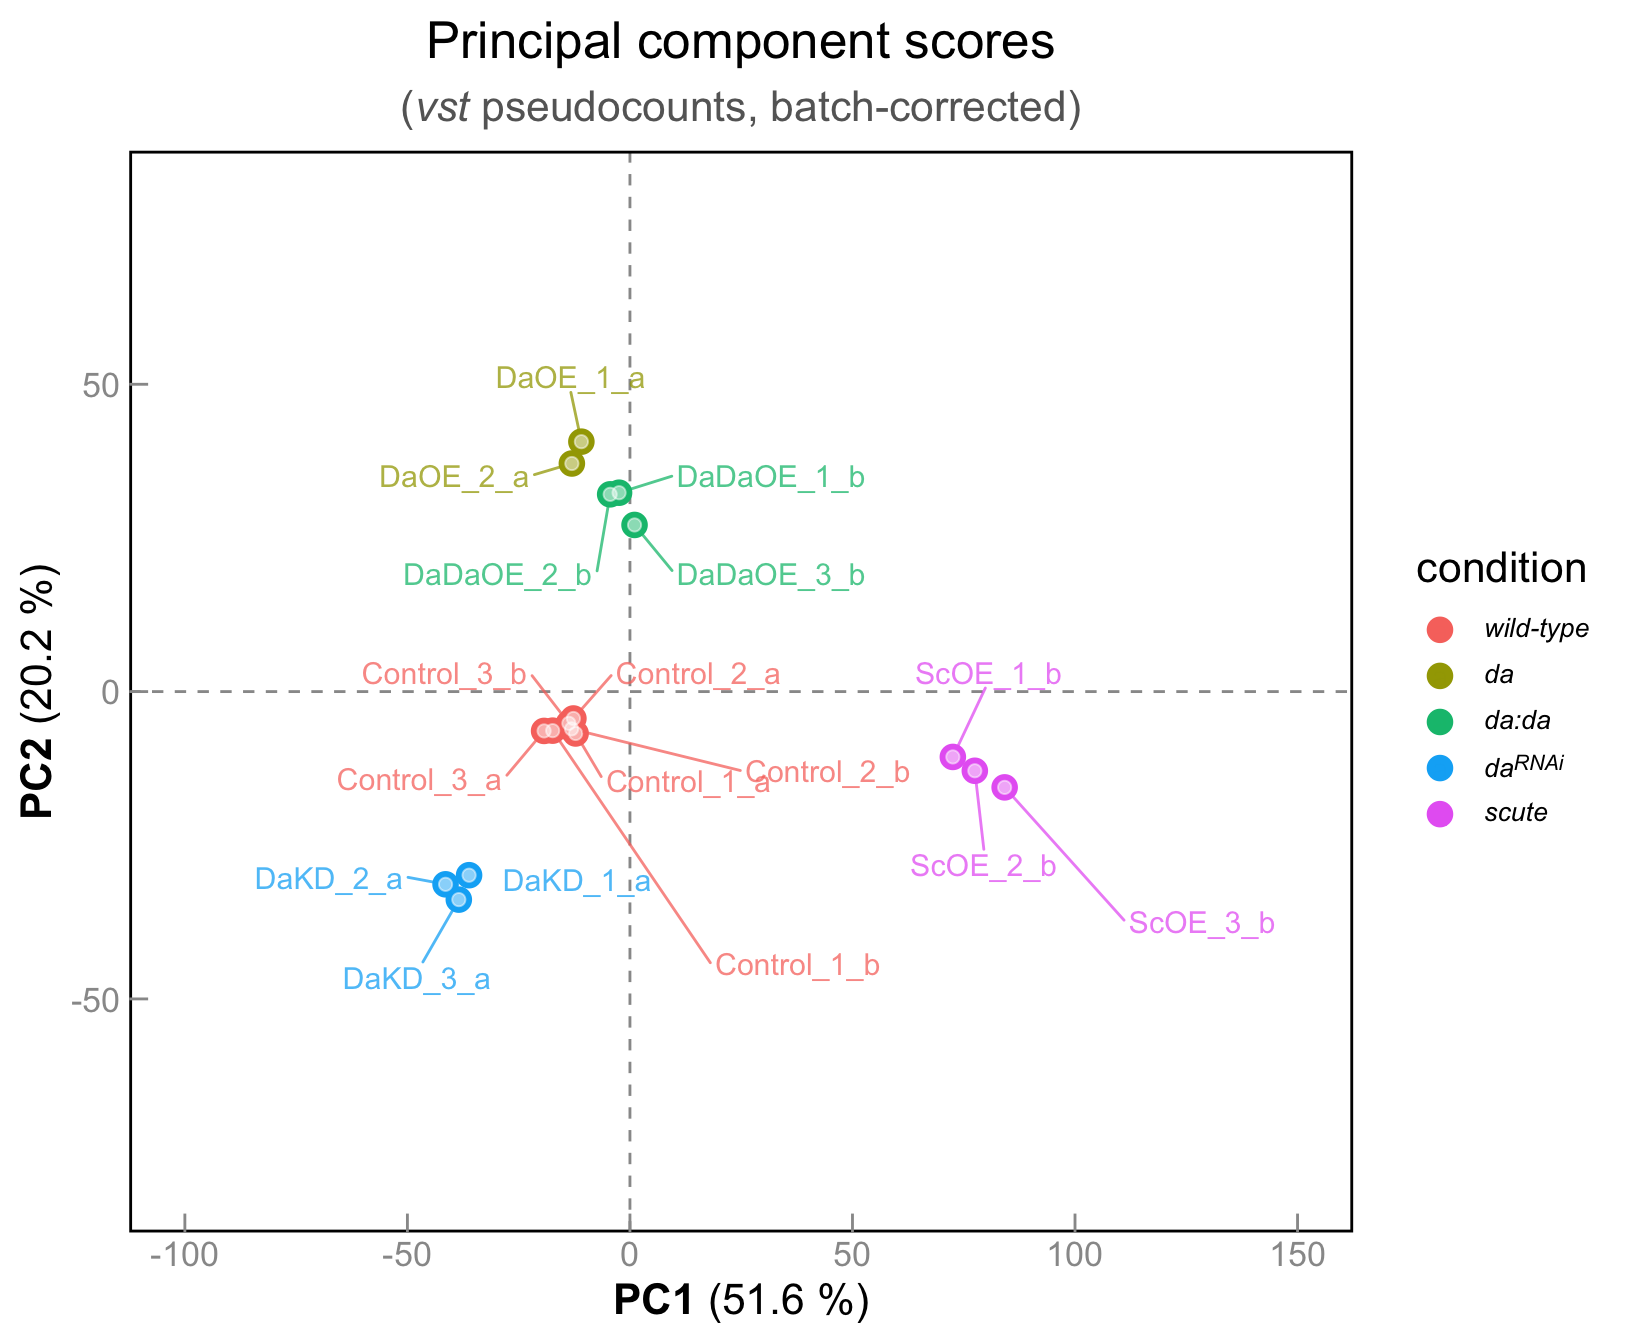 Principal component scores
(vst pseudocounts, batch-corrected)
PC2 (20.2 %)
50
0
-50
DaOE_1_a
DaOE_2_a
DaDaOE_1_b
DaDaOE_2_b
DaDaOE_3_b
Control_3_b
Control_2_a
ScOE_1_b
Control_3_a
Control_1_a
Control_2_b
ScOE_2_b
DaKD_2_a
DaKD_1_a
ScOE_3_b
Control_1_b
DaKD_3_a
-100
-50
0
50
100
150
PC1 (51.6 %)
condition
wild-type
da
da:da
daRNAi
scute